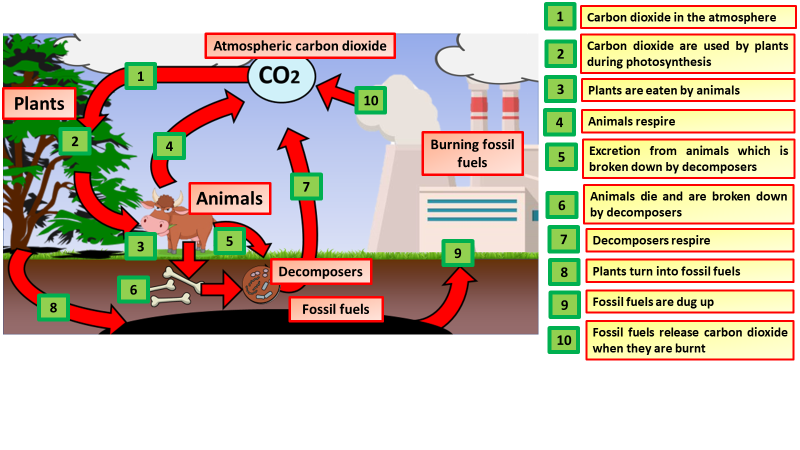 Atmospheric carbon dioxide
CO2
1
10
Plants
2
4
Burning fossil
fuels
7
Animals
3
5
9
Decomposers
6
Fossil fuels
8
1 Carbon dioxide in the atmosphere
2 Carbon dioxide are used by plants
during photosynthesis
3 Plants are eaten by animals
4 Animals respire
5 Excretion from animals which is
broken down by decomposers
6 Animals die and are broken down
by decomposers
7 Decomposers respire
8 Plants turn into fossil fuels
9 Fossil fuels are dug up
10 Fossil fuels release carbon dioxide
when they are burnt